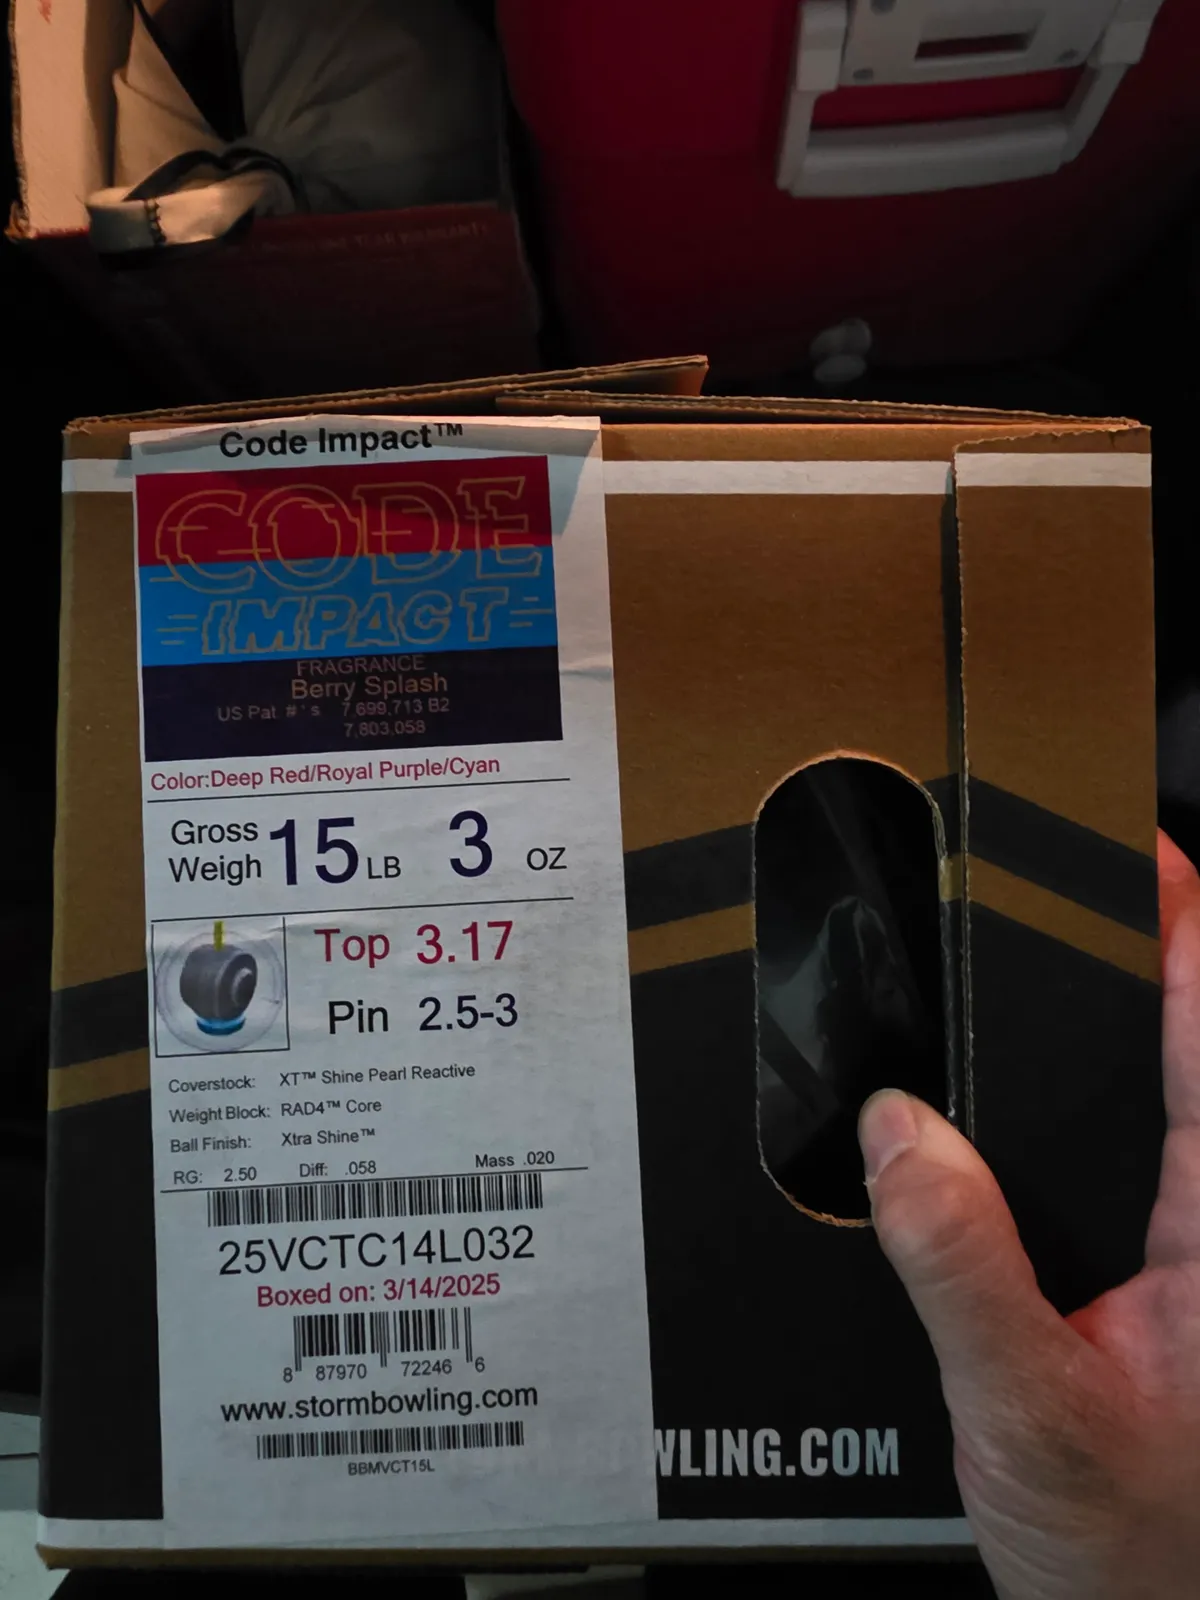 Code Impact™
CODE
IMPACT
FRAGRANCE
Berry Splash
US Pat. #'s 7,699,713 B2
7,803,058
Color:Deep Red/Royal Purple/Cyan
Gross
Weigh 15 LB 3 OZ
Top 3.17
Pin 2.5-3
Coverstock: XT™ Shine Pearl Reactive
Weight Block: RAD4™ Core
Ball Finish: Xtra Shine™
RG: 2.50 Diff: .058 Mass .020
25VCTC14L032
Boxed on: 3/14/2025
8 87970 72246 6
www.stormbowling.com
BBMVCT15L
WLING.COM